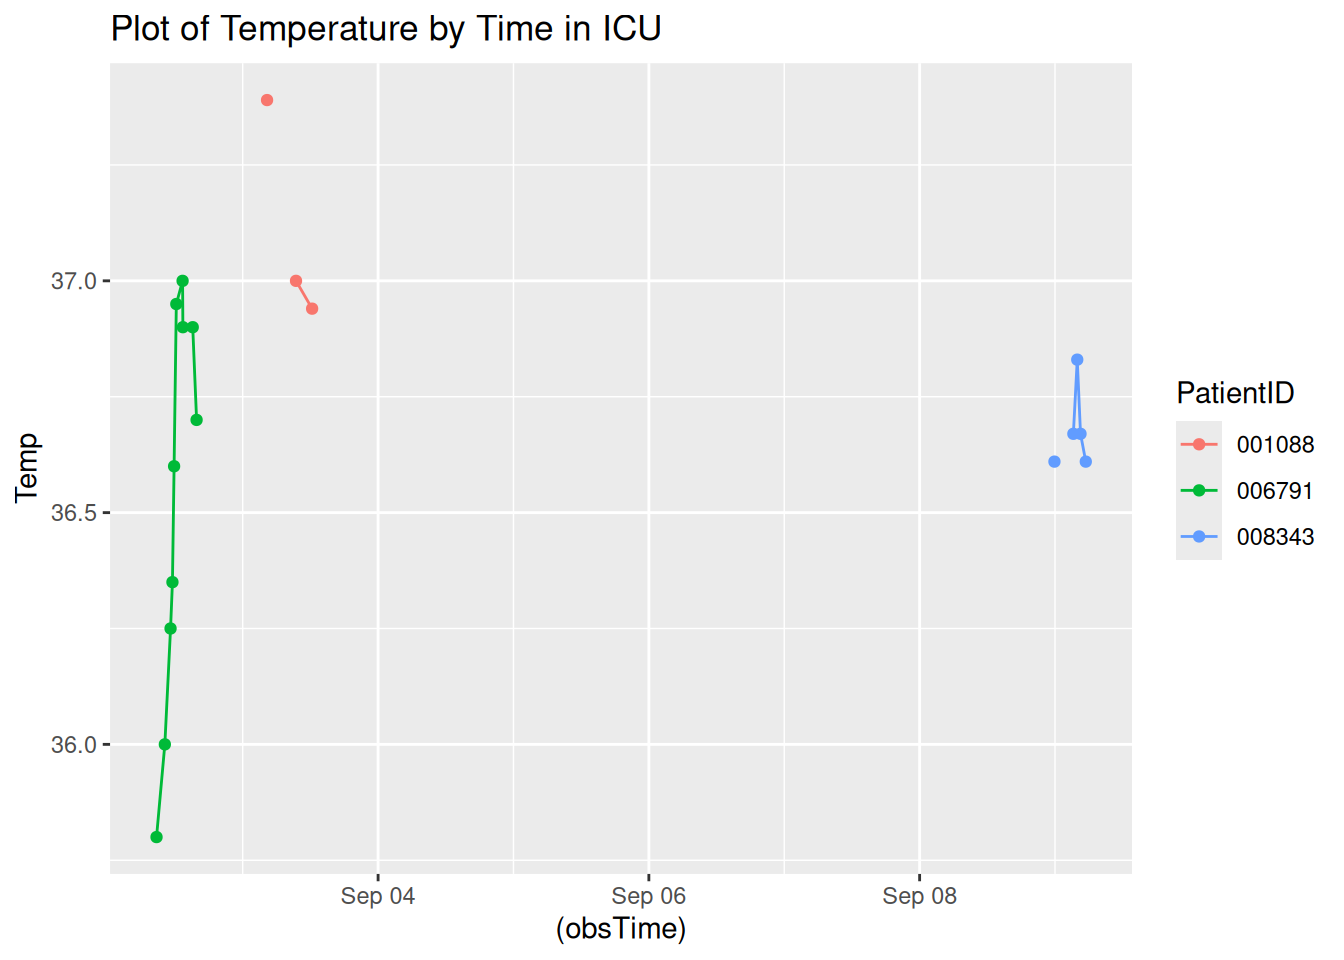 Plot of Temperature by Time in ICU
37.0
36.5
36.0
Temp
Sep 04
Sep 06
Sep 08
(obsTime)
PatientID
001088
006791
008343